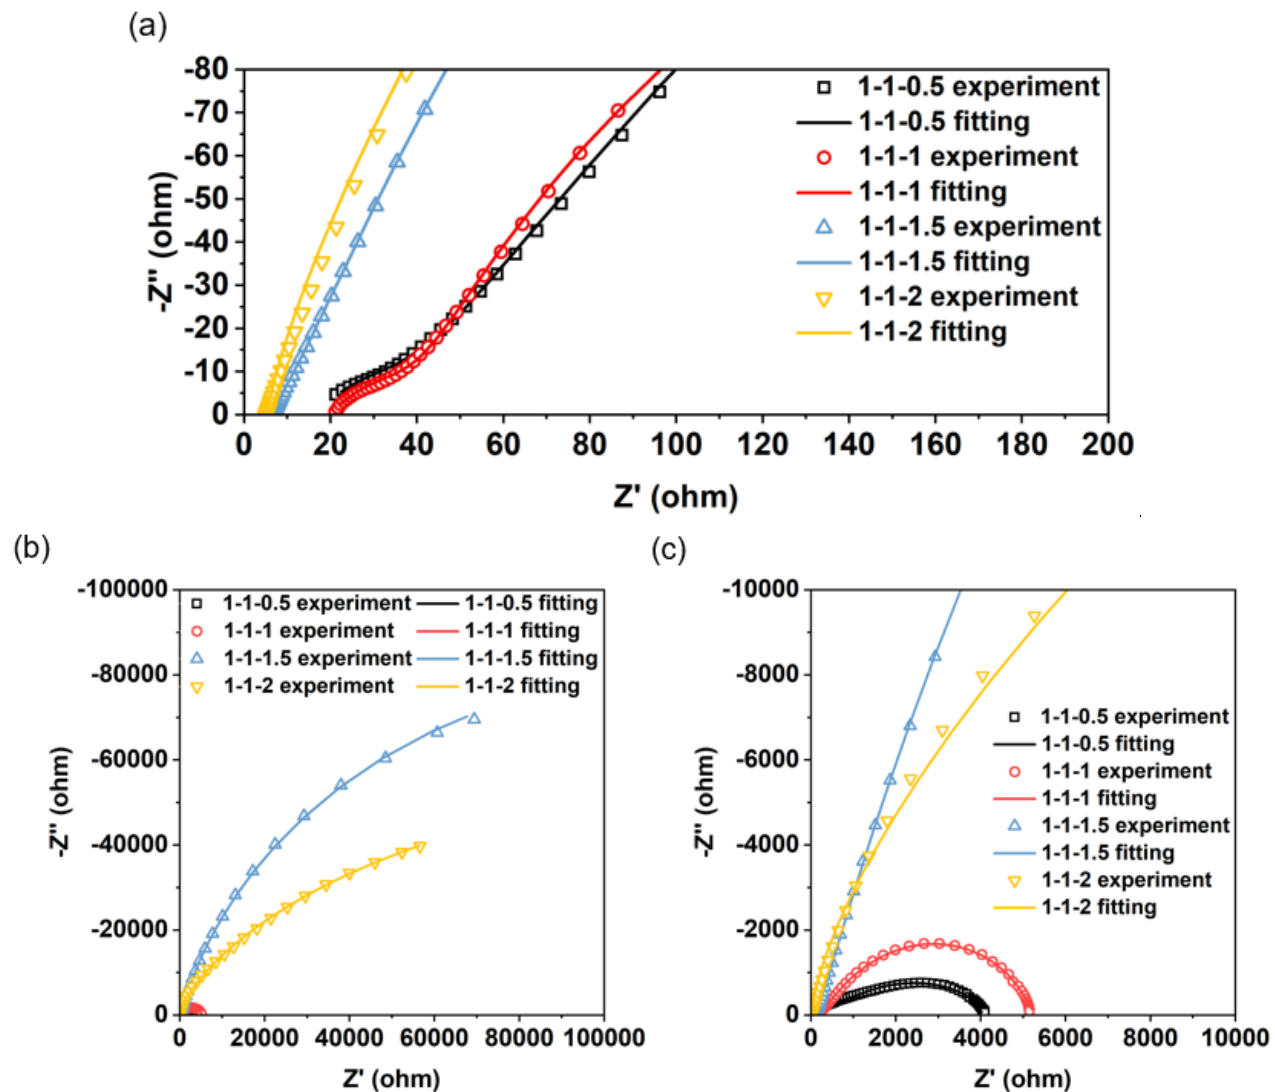 (a)
-80
-70
-60
-50
-40
-30
-20
-10
0
-Z'' (ohm)
1-1-0.5 experiment
1-1-0.5 fitting
1-1-1 experiment
1-1-1 fitting
1-1-1.5 experiment
1-1-1.5 fitting
1-1-2 experiment
1-1-2 fitting
0 20 40 60 80 100 120 140 160 180 200
Z' (ohm)
(b)
-100000
-80000
-60000
-40000
-20000
0
-Z'' (ohm)
1-1-0.5 experiment 1-1-0.5 fitting
1-1-1 experiment 1-1-1 fitting
1-1-1.5 experiment 1-1-1.5 fitting
1-1-2 experiment 1-1-2 fitting
0 20000 40000 60000 80000 100000
Z' (ohm)
(c)
-10000
-8000
-6000
-4000
-2000
0
-Z'' (ohm)
1-1-0.5 experiment
1-1-0.5 fitting
1-1-1 experiment
1-1-1 fitting
1-1-1.5 experiment
1-1-1.5 fitting
1-1-2 experiment
1-1-2 fitting
0 2000 4000 6000 8000 10000
Z' (ohm)